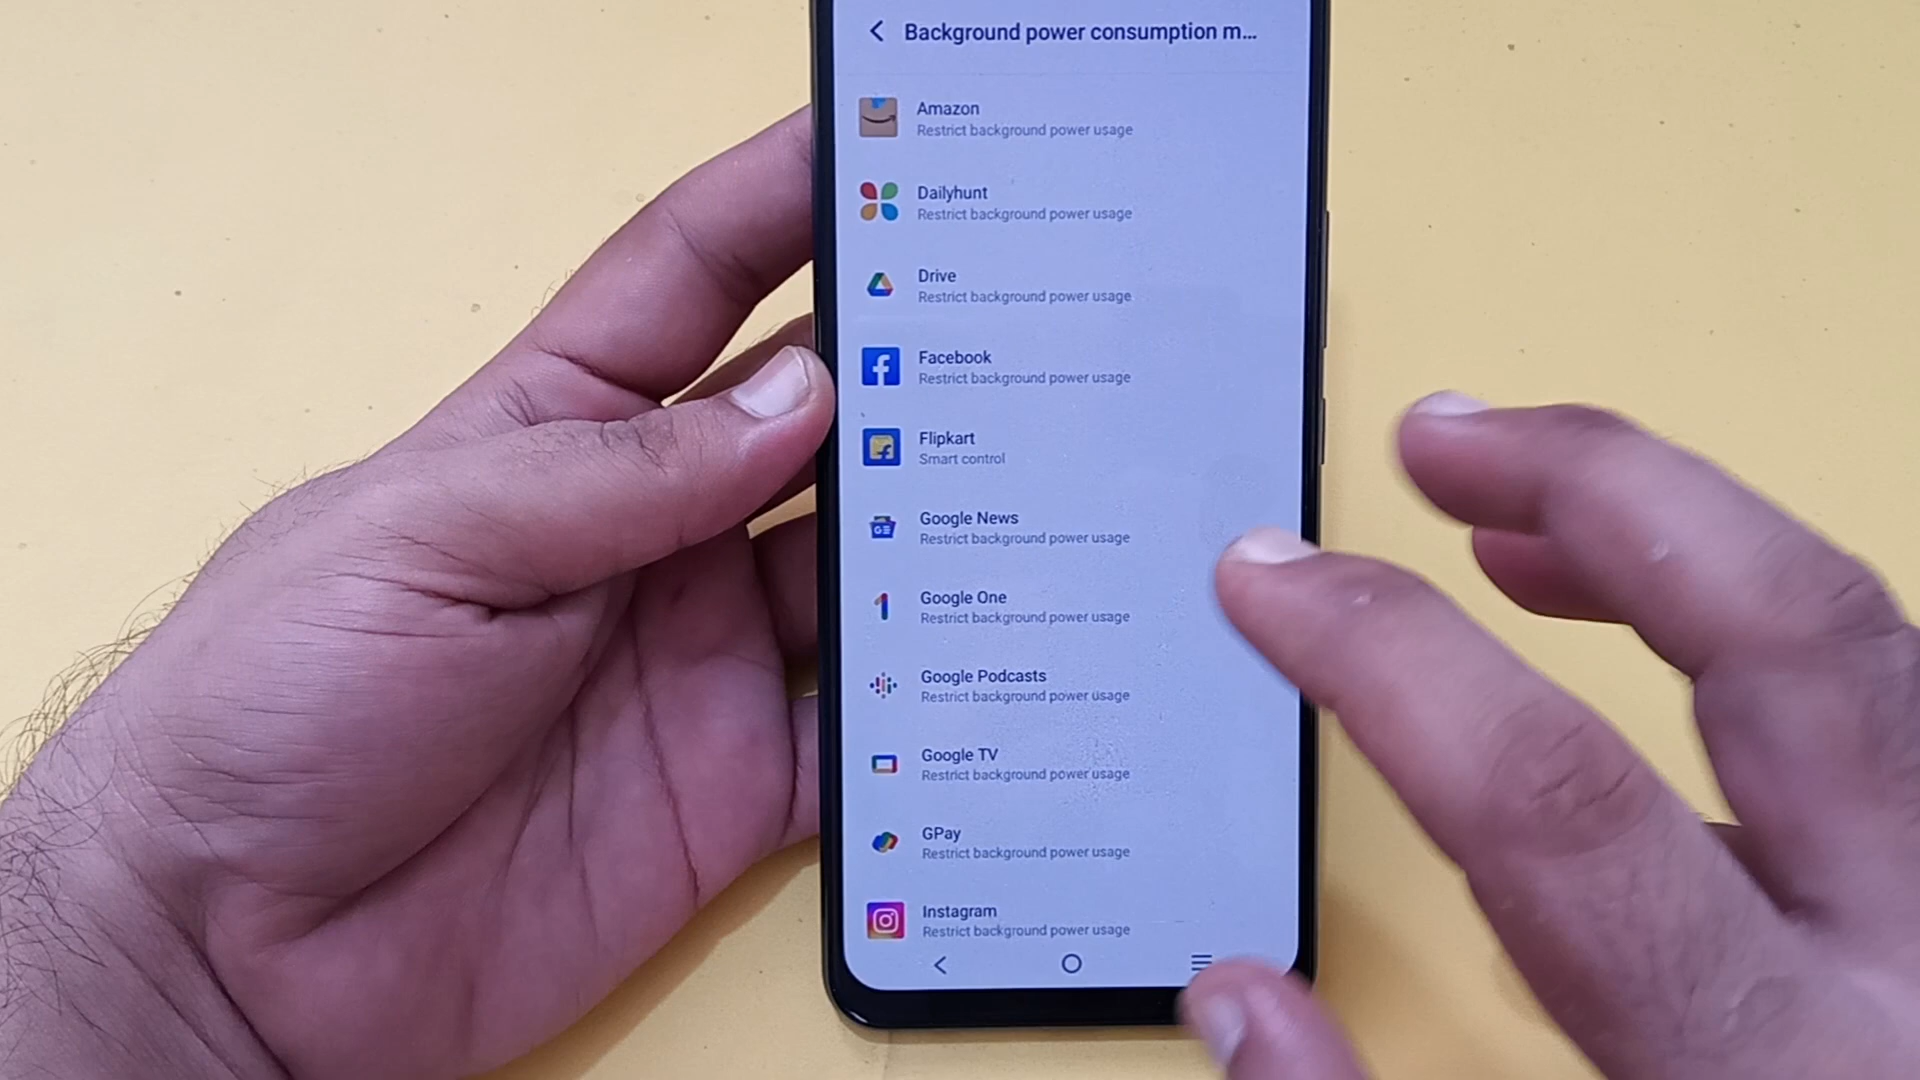 Background power consumption m...
Amazon
Restrict background power usage
Dailyhunt
Restrict background power usage
Drive
Restrict background power usage
Facebook
Restrict background power usage
Flipkart
Smart control
Google News
Restrict background power usage
Google One
Restrict background power usage
Google Podcasts
Restrict background power usage
Google TV
Restrict background power usage
GPay
Restrict background power usage
Instagram
Restrict background power usage